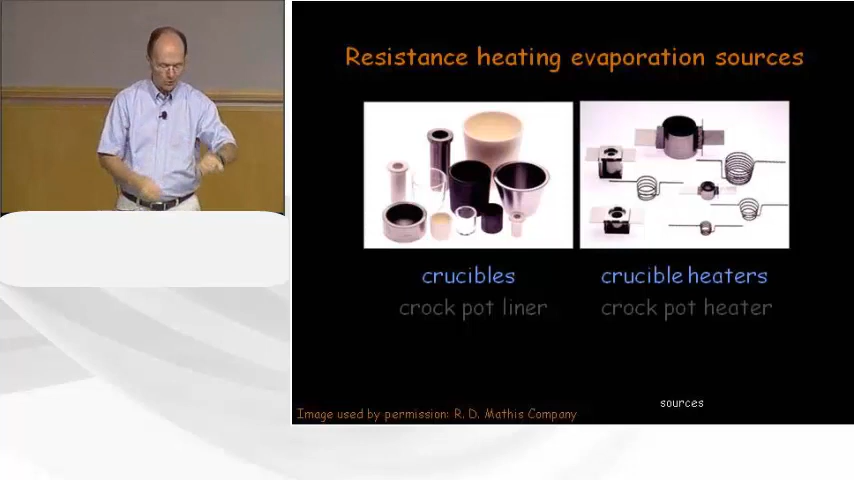 Resistance heating evaporation sources
crucibles
crucible heaters
crock pot liner
crock pot heater
sources
Image used by permission: R. D. Mathis Company